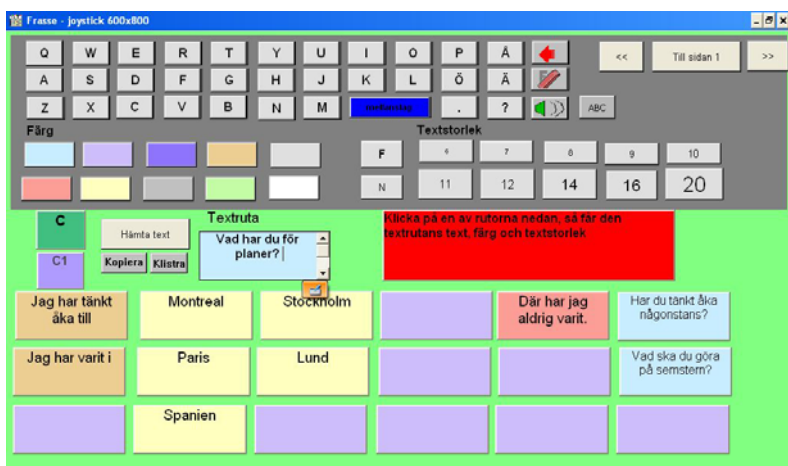 Frasse - joystick 600x800
Q W E R T Y U I O P Å
<< Till sidan 1 >>
A S D F G H J K L Ö Ä
Z X C V B N M mellanslag . ? ABC
Färg
Textstorlek
F 6 7 8 9 10
N 11 12 14 16 20
C
Hämta text
Textruta
Klicka på en av rutorna nedan, så får den
textrutans text, färg och textstorlek
Vad har du för
planer?
C1
Kopiera Klistra
Jag har tänkt
åka till
Montreal
Stockholm
Där har jag
aldrig varit.
Har du tänkt åka
någonstans?
Jag har varit i
Paris
Lund
Vad ska du göra
på semstern?
Spanien